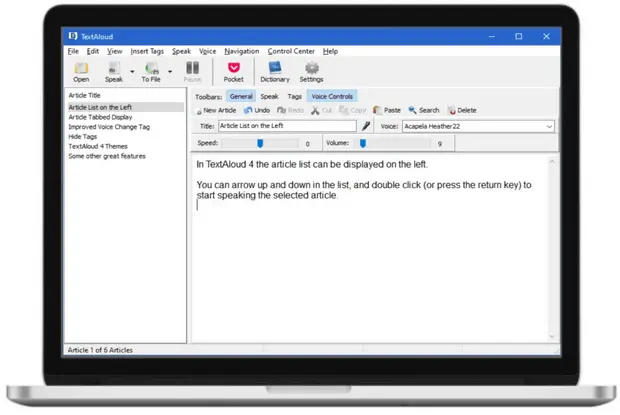 TextAloud
File Edit View Insert Tags Speak Voice Navigation Control Center Help
Open Speak To File Pause Pocket Dictionary Settings
Article Title
Article List on the Left
Article Tabbed Display
Improved Voice Change Tag
Hide Tags
TextAloud 4 Themes
Some other great features
Toolbars: General Speak Tags Voice Controls
New Article Undo Redo Cut Copy Paste Search Delete
Title: Article List on the Left Voice: Acapela Heather22
Speed: 0 Volume: 9
In TextAloud 4 the article list can be displayed on the left.
You can arrow up and down in the list, and double click (or press the return key) to
start speaking the selected article.
Article 1 of 6 Articles